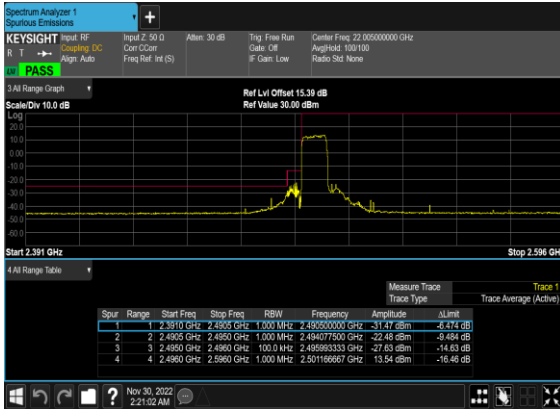 Spectrum Analyzer 1
Spurious Emissions
KEYSIGHT
R T
Input: RF
Coupling: DC
Align: Auto
Input Z: 50 Ω
Corr CCorr
Freq Ref: Int (S)
Atten: 30 dB
Trig: Free Run
Gate: Off
IF Gain: Low
Center Freq: 22.005000000 GHz
Avg|Hold: 100/100
Radio Std: None
PASS
3 All Range Graph
Scale/Div 10.0 dB
Ref Lvl Offset 15.39 dB
Ref Value 30.00 dBm
Log
20.0
10.0
0.00
-10.0
-20.0
-30.0
-40.0
-50.0
-60.0
Start 2.391 GHz
Stop 2.596 GH
4 All Range Table
Measure Trace Trace 1
Trace Type Trace Average (Active)
Spur Range Start Freq Stop Freq RBW Frequency Amplitude ΔLimit
1 1 2.3910 GHz 2.4905 GHz 1.000 MHz 2.490500000 GHz -31.47 dBm -6.474 dB
2 2 2.4905 GHz 2.4950 GHz 1.000 MHz 2.494077500 GHz -22.48 dBm -9.484 dB
3 3 2.4950 GHz 2.4960 GHz 100.0 kHz 2.495993333 GHz -27.63 dBm -14.63 dB
4 4 2.4960 GHz 2.5960 GHz 1.000 MHz 2.501166667 GHz 13.54 dBm -16.46 dB
Nov 30, 2022
2:21:02 AM